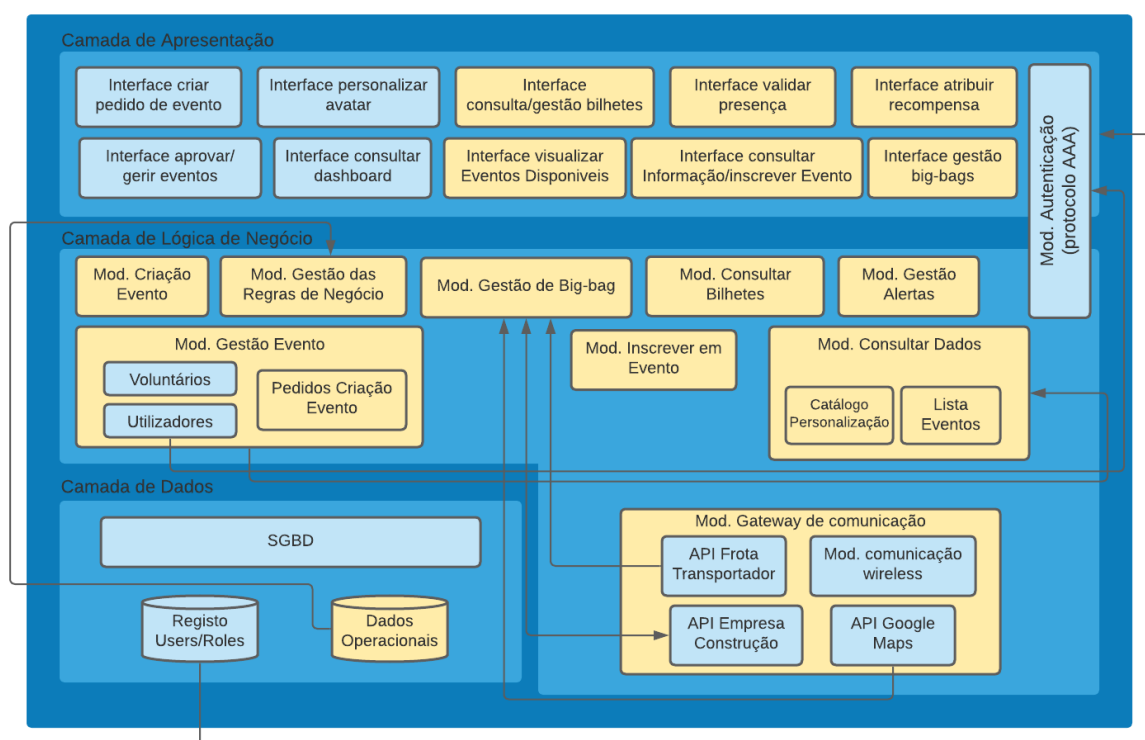 Camada de Apresentação
Interface criar
pedido de evento
Interface personalizar
avatar
Interface
consulta/gestão bilhetes
Interface validar
presença
Interface atribuir
recompensa
Interface aprovar/
gerir eventos
Interface consultar
dashboard
Interface visualizar
Eventos Disponiveis
Interface consultar
Informação/inscrever Evento
Interface gestão
big-bags
Mod. Autenticação
(protocolo AAA)
Camada de Lógica de Negócio
Mod. Criação
Evento
Mod. Gestão das
Regras de Negócio
Mod. Gestão de Big-bag
Mod. Consultar
Bilhetes
Mod. Gestão
Alertas
Mod. Gestão Evento
Voluntários
Utilizadores
Pedidos Criação
Evento
Mod. Inscrever em
Evento
Mod. Consultar Dados
Catálogo
Personalização
Lista
Eventos
Camada de Dados
SGBD
Registo
Users/Roles
Dados
Operacionais
Mod. Gateway de comunicação
API Frota
Transportador
Mod. comunicação
wireless
API Empresa
Construção
API Google
Maps